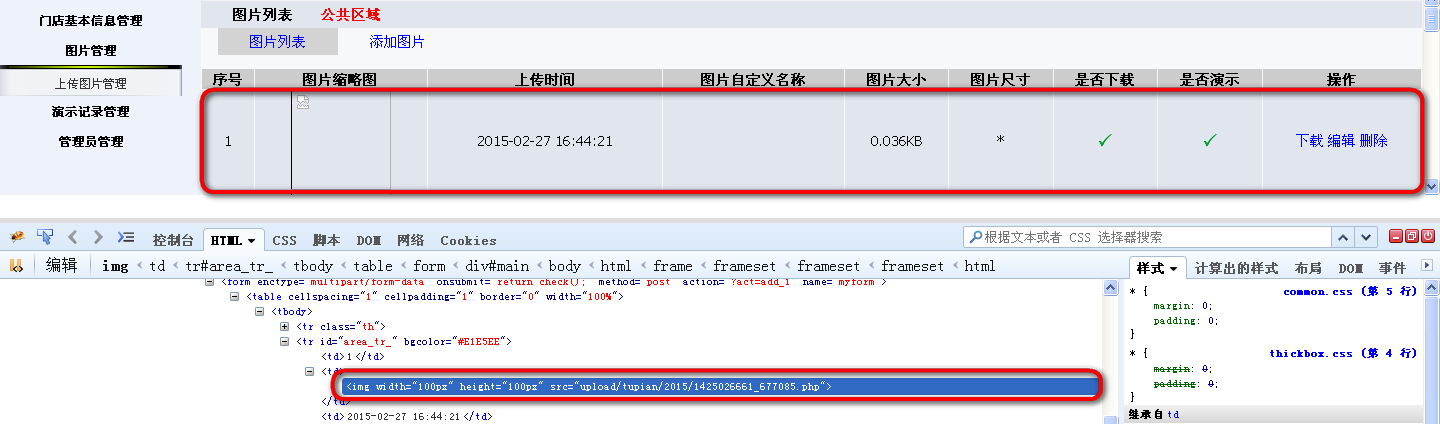 门店基本信息管理
图片管理
上传图片管理
演示记录管理
管理员管理
图片列表 公共区域
图片列表 添加图片
序号 图片缩略图 上传时间 图片自定义名称 图片大小 图片尺寸 是否下载 是否演示 操作
1 2015-02-27 16:44:21 0.036KB * ✓ ✓ 下载 编辑 删除
控制台 HTML CSS 脚本 DOM 网络 Cookies 根据文本或者 CSS 选择器搜索
编辑 img < td < tr#area_tr_ < tbody < table < form < div#main < body < html < frame < frameset < frameset < frameset < html
<form enctype="multipart/form-data" onsubmit="return check();" method="post" action="?act=add_1" name="myform">
<table cellspacing="1" cellpadding="1" border="0" width="100%">
<tbody>
<tr class="th">
<tr id="area_tr_" bgcolor="#E1E5EE">
<td>1</td>
<td>
<img width="100px" height="100px" src="upload/tupian/2015/1425026661_677085.php">
</td>
<td>2015-02-27 16:44:21</td>
样式 计算出的样式 布局 DOM 事件
* { common.css (第 5 行)
margin: 0;
padding: 0;
}
* { thickbox.css (第 4 行)
margin: 0;
padding: 0;
}
继承自 td